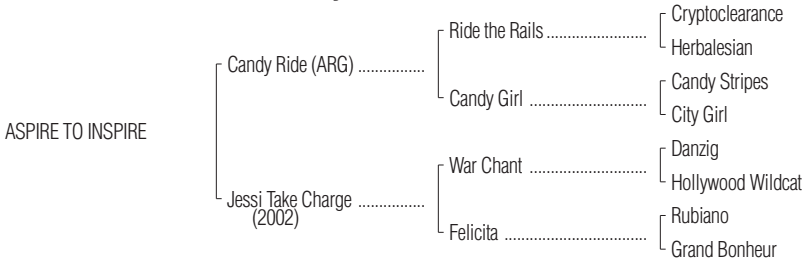 Cryptoclearance
Ride the Rails
Herbalesian
Candy Ride (ARG)
Candy Stripes
Candy Girl
City Girl
ASPIRE TO INSPIRE
Danzig
War Chant
Hollywood Wildcat
Jessi Take Charge
(2002)
Rubiano
Felicita
Grand Bonheur